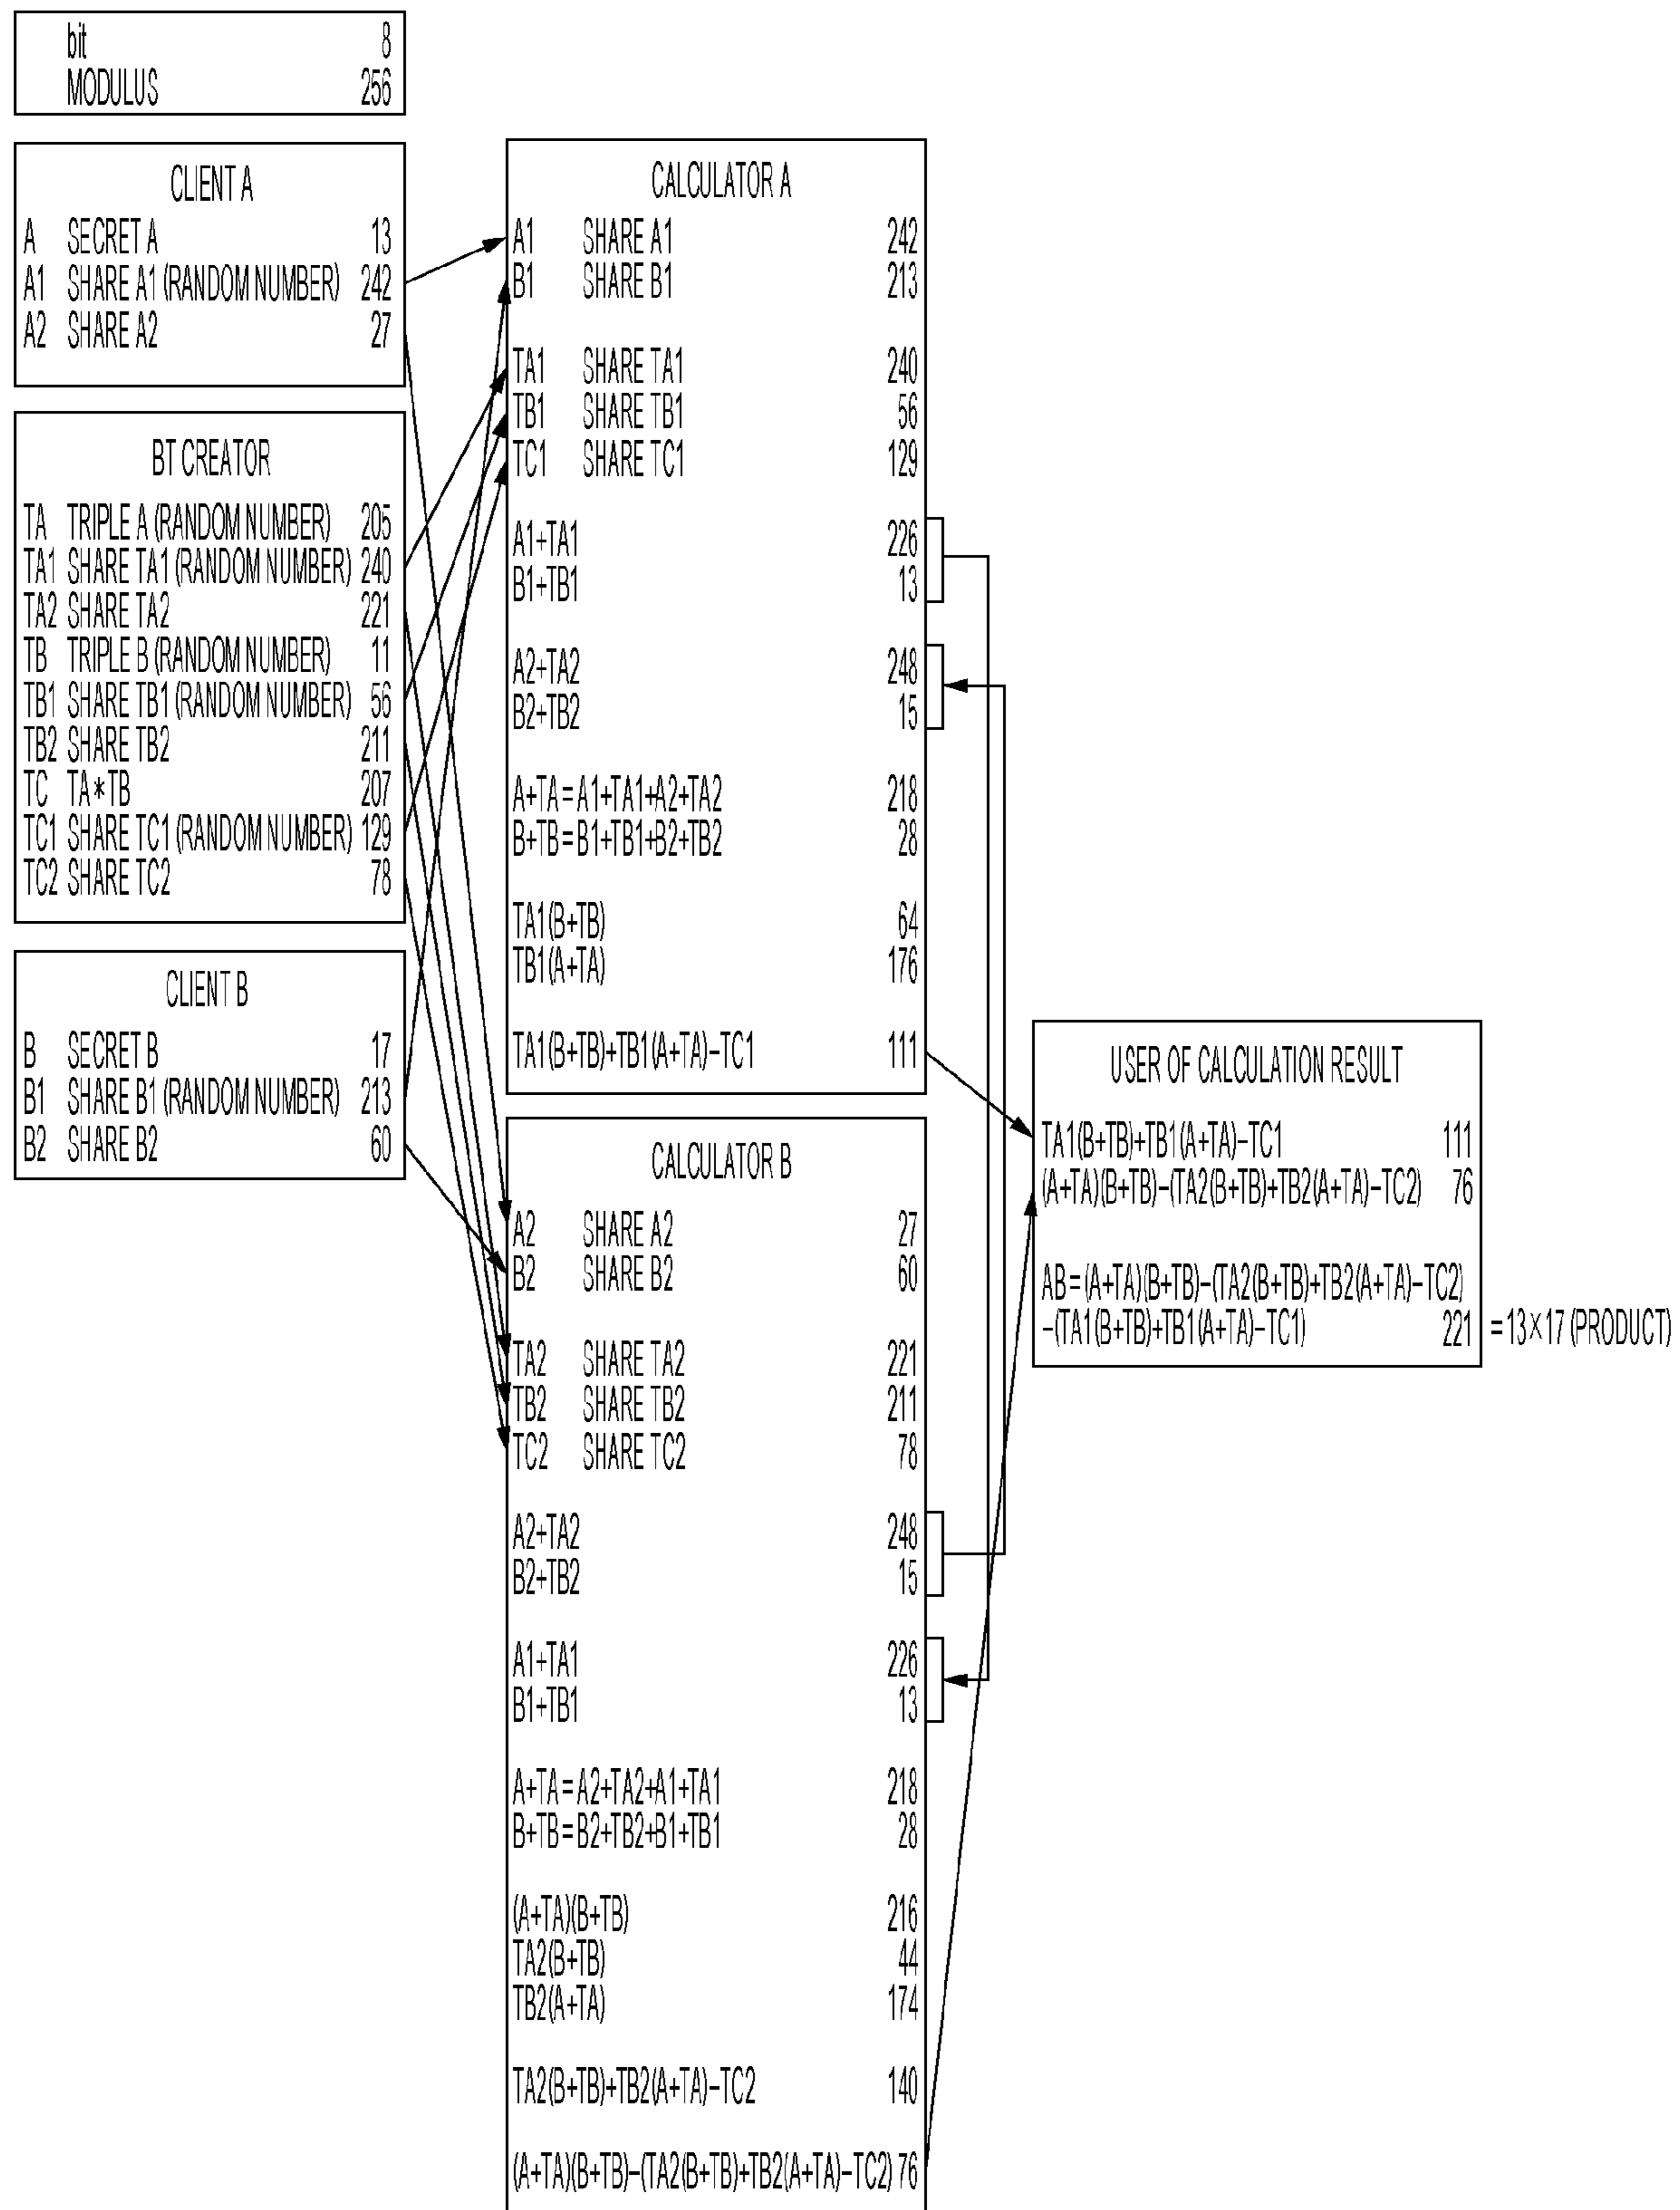 bit 8
MODULUS 256
CLIENT A
A SECRET A 13
A1 SHARE A1 (RANDOM NUMBER) 242
A2 SHARE A2 27
BT CREATOR
TA TRIPLE A (RANDOM NUMBER) 205
TA1 SHARE TA1 (RANDOM NUMBER) 240
TA2 SHARE TA2 221
TB TRIPLE B (RANDOM NUMBER) 11
TB1 SHARE TB1 (RANDOM NUMBER) 56
TB2 SHARE TB2 211
TC TA*TB 207
TC1 SHARE TC1 (RANDOM NUMBER) 129
TC2 SHARE TC2 78
CLIENT B
B SECRET B 17
B1 SHARE B1 (RANDOM NUMBER) 213
B2 SHARE B2 60
CALCULATOR A
A1 SHARE A1 242
B1 SHARE B1 213
TA1 SHARE TA1 240
TB1 SHARE TB1 56
TC1 SHARE TC1 129
A1+TA1 226
B1+TB1 13
A2+TA2 248
B2+TB2 15
A+TA=A1+TA1+A2+TA2 218
B+TB=B1+TB1+B2+TB2 28
TA1(B+TB) 64
TB1(A+TA) 176
TA1(B+TB)+TB1(A+TA)-TC1 111
CALCULATOR B
A2 SHARE A2 27
B2 SHARE B2 60
TA2 SHARE TA2 221
TB2 SHARE TB2 211
TC2 SHARE TC2 78
A2+TA2 248
B2+TB2 15
A1+TA1 226
B1+TB1 13
A+TA=A2+TA2+A1+TA1 218
B+TB=B2+TB2+B1+TB1 28
(A+TA)(B+TB) 216
TA2(B+TB) 44
TB2(A+TA) 174
TA2(B+TB)+TB2(A+TA)-TC2 140
(A+TA)(B+TB)-(TA2(B+TB)+TB2(A+TA)-TC2) 76
USER OF CALCULATION RESULT
TA1(B+TB)+TB1(A+TA)-TC1 111
(A+TA)(B+TB)-(TA2(B+TB)+TB2(A+TA)-TC2) 76
AB=(A+TA)(B+TB)-(TA2(B+TB)+TB2(A+TA)-TC2)
-(TA1(B+TB)+TB1(A+TA)-TC1) 221 =13×17 (PRODUCT)